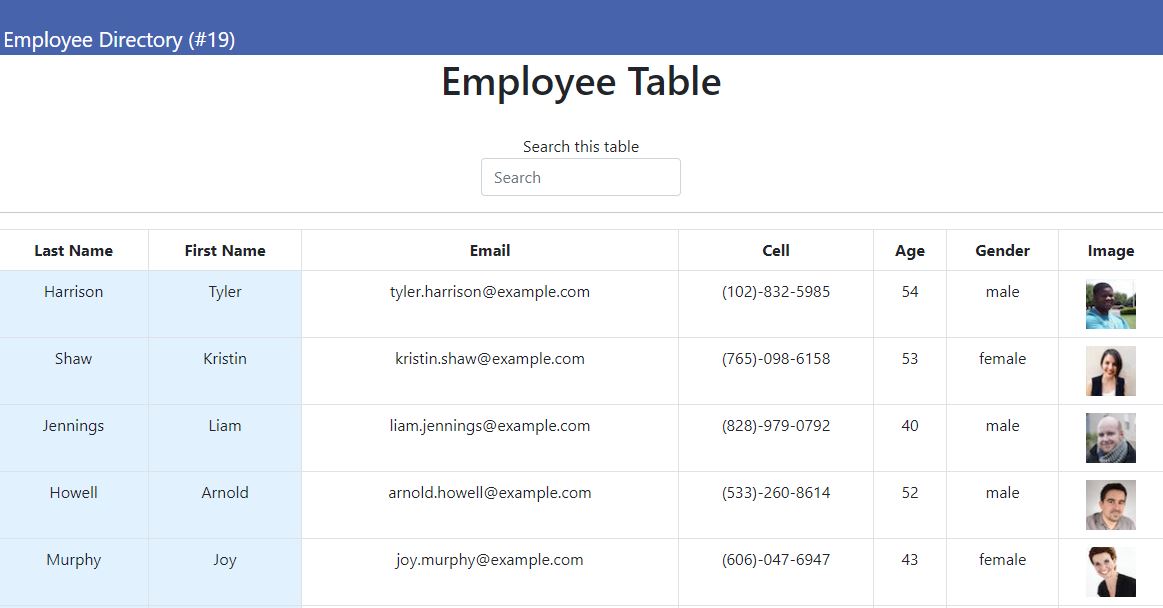 Employee Directory (#19)
Employee Table
Search this table
Search
Last Name First Name Email Cell Age Gender Image
Harrison Tyler tyler.harrison@example.com (102)-832-5985 54 male
Shaw Kristin kristin.shaw@example.com (765)-098-6158 53 female
Jennings Liam liam.jennings@example.com (828)-979-0792 40 male
Howell Arnold arnold.howell@example.com (533)-260-8614 52 male
Murphy Joy joy.murphy@example.com (606)-047-6947 43 female